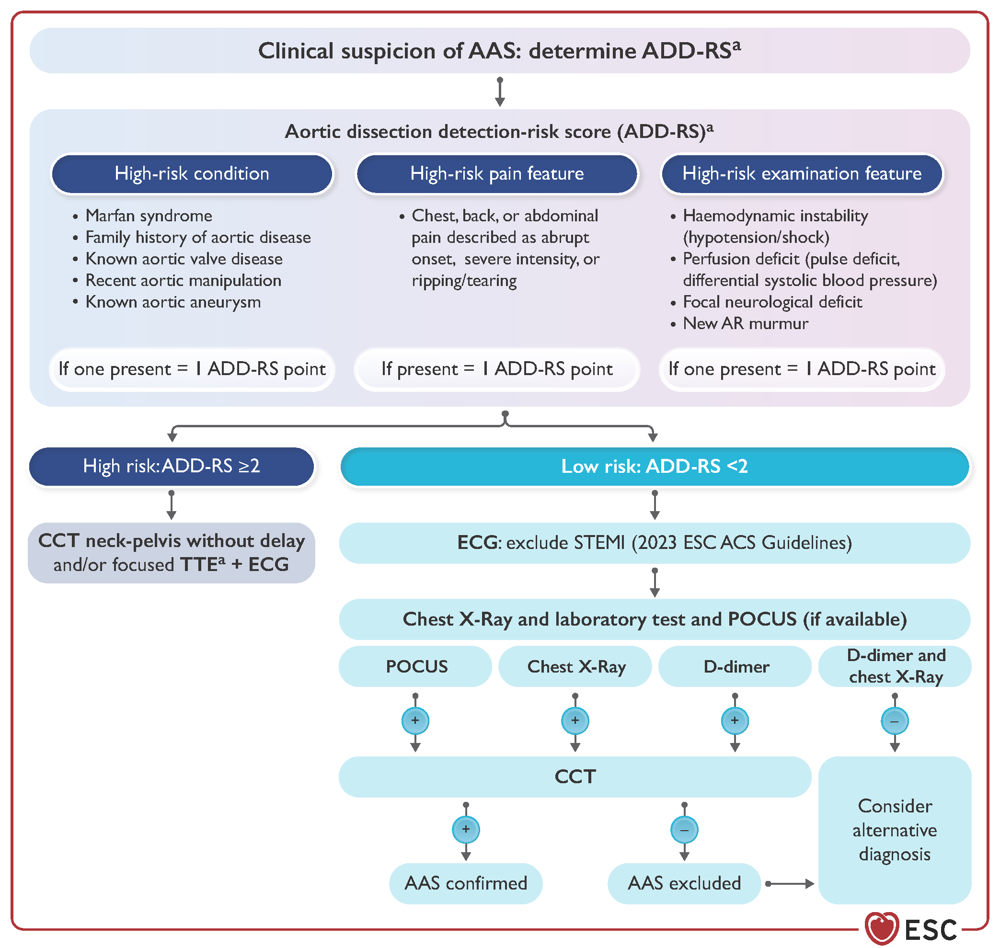 Clinical suspicion of AAS: determine ADD-RSª
Aortic dissection detection-risk score (ADD-RS)ª
High-risk condition
• Marfan syndrome
• Family history of aortic disease
• Known aortic valve disease
• Recent aortic manipulation
• Known aortic aneurysm
If one present = 1 ADD-RS point
High-risk pain feature
• Chest, back, or abdominal
pain described as abrupt
onset, severe intensity, or
ripping/tearing
If present = 1 ADD-RS point
High-risk examination feature
• Haemodynamic instability
(hypotension/shock)
• Perfusion deficit (pulse deficit,
differential systolic blood pressure)
• Focal neurological deficit
• New AR murmur
If one present = 1 ADD-RS point
High risk: ADD-RS ≥2
CCT neck-pelvis without delay
and/or focused TTEª + ECG
Low risk: ADD-RS <2
ECG: exclude STEMI (2023 ESC ACS Guidelines)
Chest X-Ray and laboratory test and POCUS (if available)
POCUS
Chest X-Ray
D-dimer
D-dimer and
chest X-Ray
+
+
+
–
CCT
+
–
AAS confirmed
AAS excluded
Consider
alternative
diagnosis
ESC